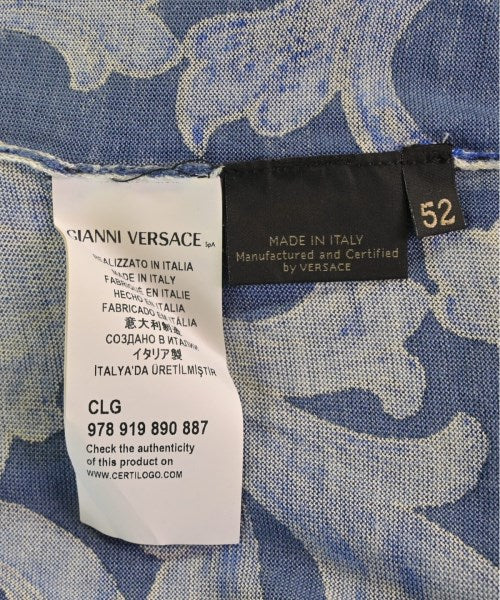 GIANNI VERSACE SpA
REALIZZATO IN ITALIA
MADE IN ITALY
FABRIQUÉ EN ITALIE
HECHO EN ITALIA
FABRICADO EM ITALIA
意大利制造
СОЗДАНО В ИТАЛИИ
イタリア製
İTALYA'DA ÜRETİLMİŞTİR
CLG
978 919 890 887
Check the authenticity
of this product on
WWW.CERTILOGO.COM
MADE IN ITALY
Manufactured and Certified
by VERSACE
52